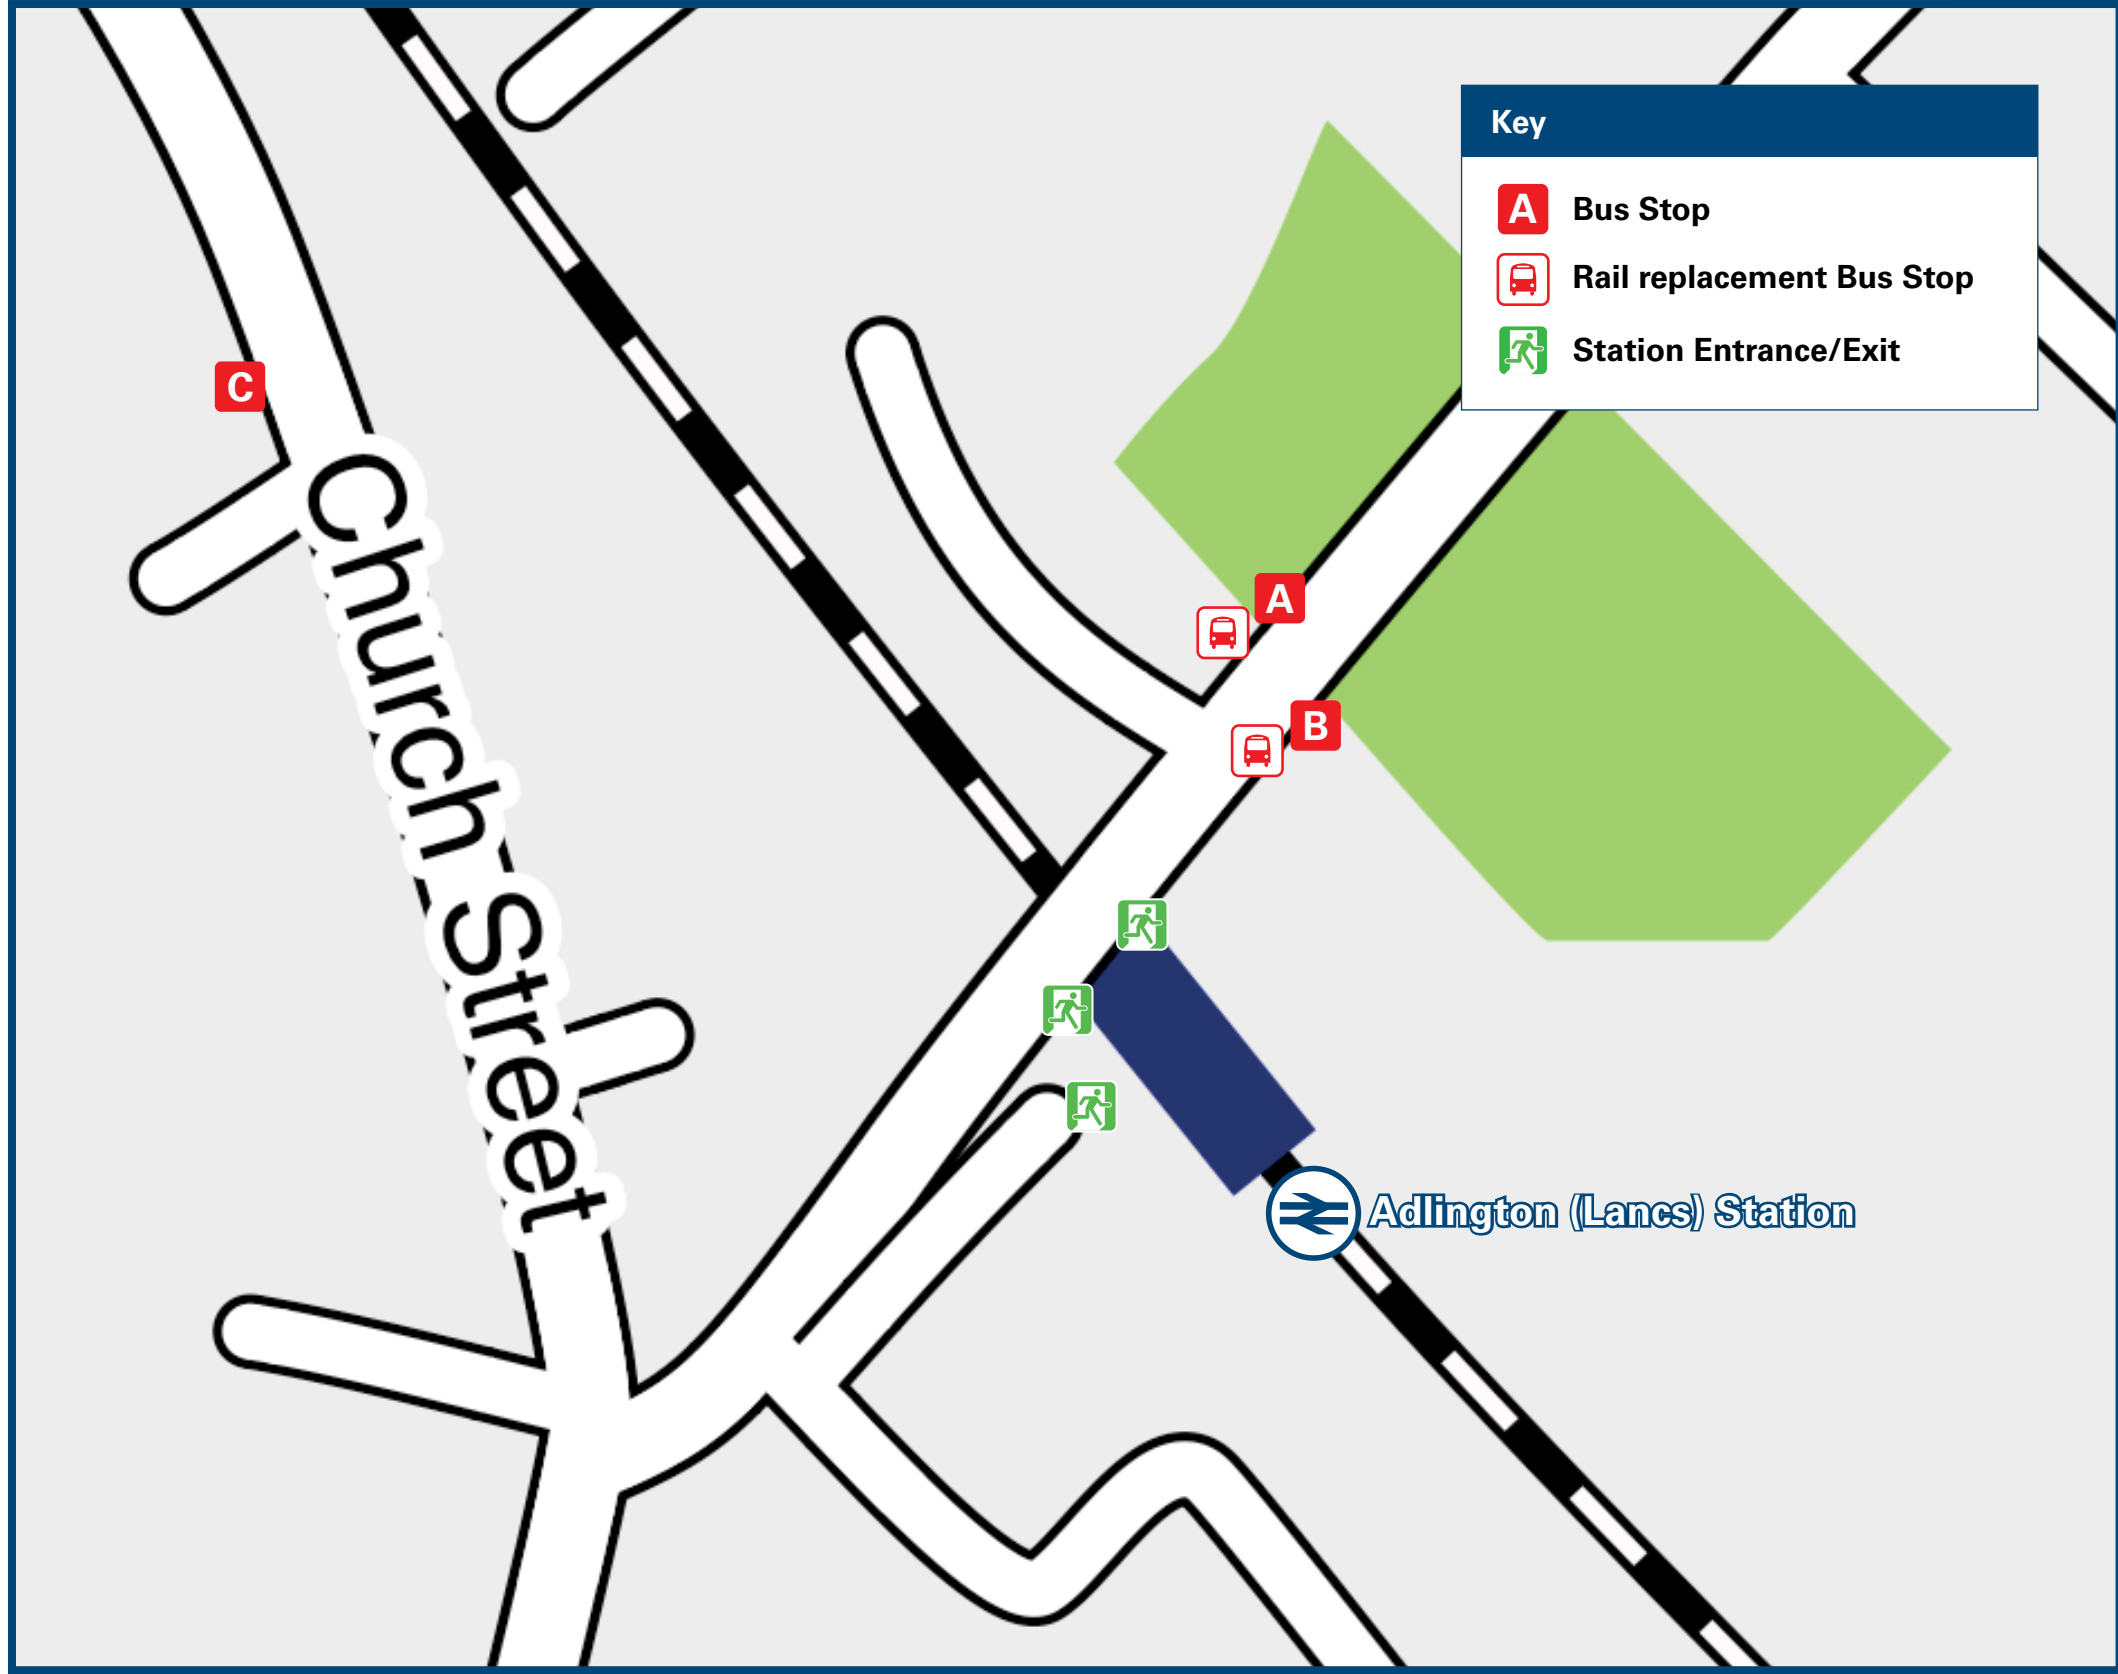 Key
A Bus Stop
Rail replacement Bus Stop
Station Entrance/Exit
C
Church Street
A
B
Adlington (Lancs) Station